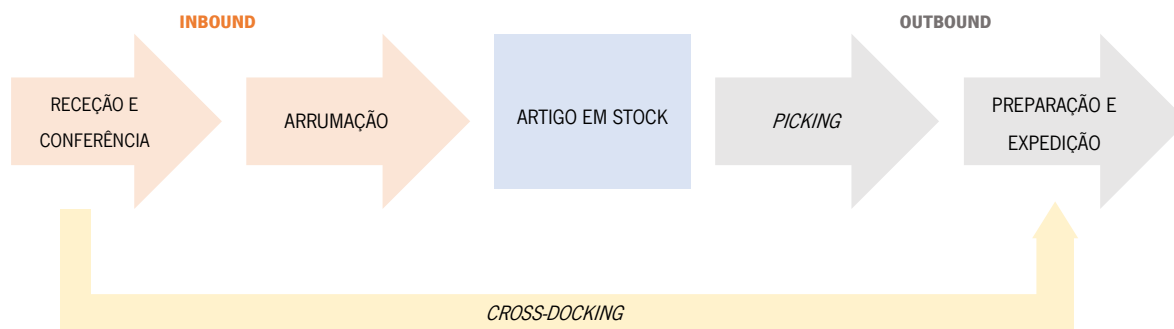 INBOUND
OUTBOUND
RECEÇÃO E
CONFERÊNCIA
ARRUMAÇÃO
ARTIGO EM STOCK
PICKING
PREPARAÇÃO E
EXPEDIÇÃO
CROSS-DOCKING